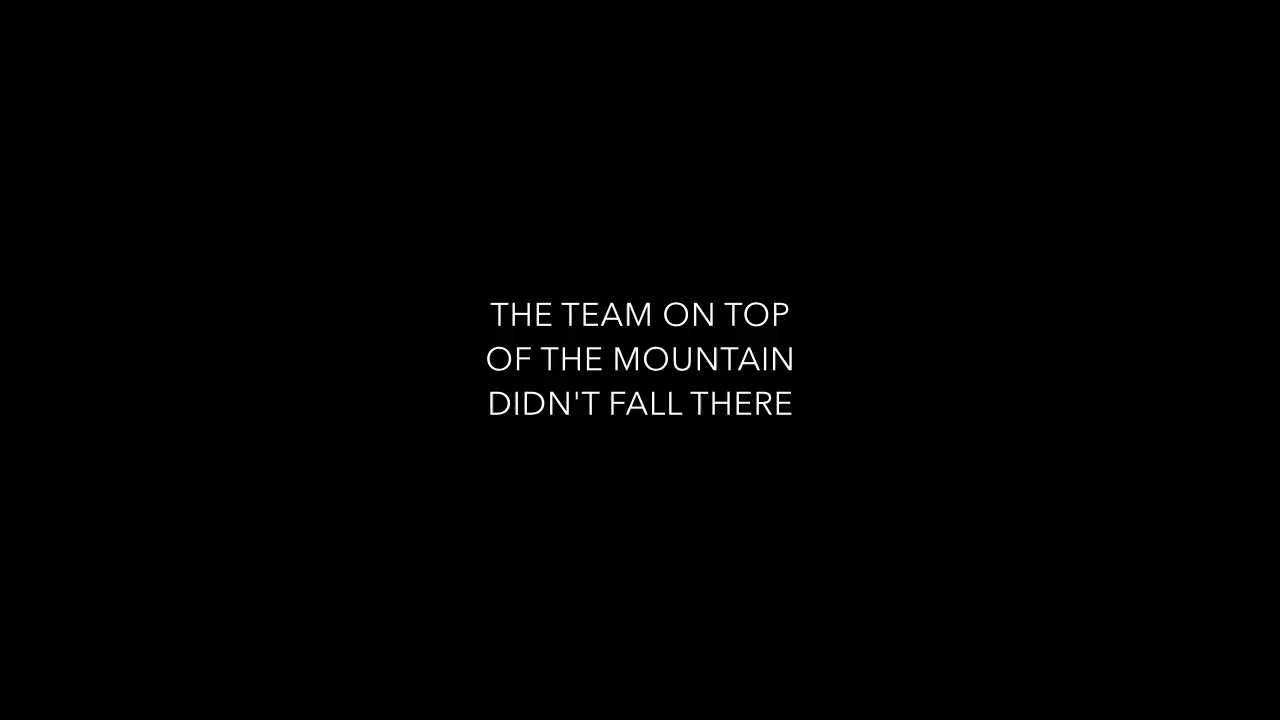 THE TEAM ON TOP
OF THE MOUNTAIN
DIDN'T FALL THERE